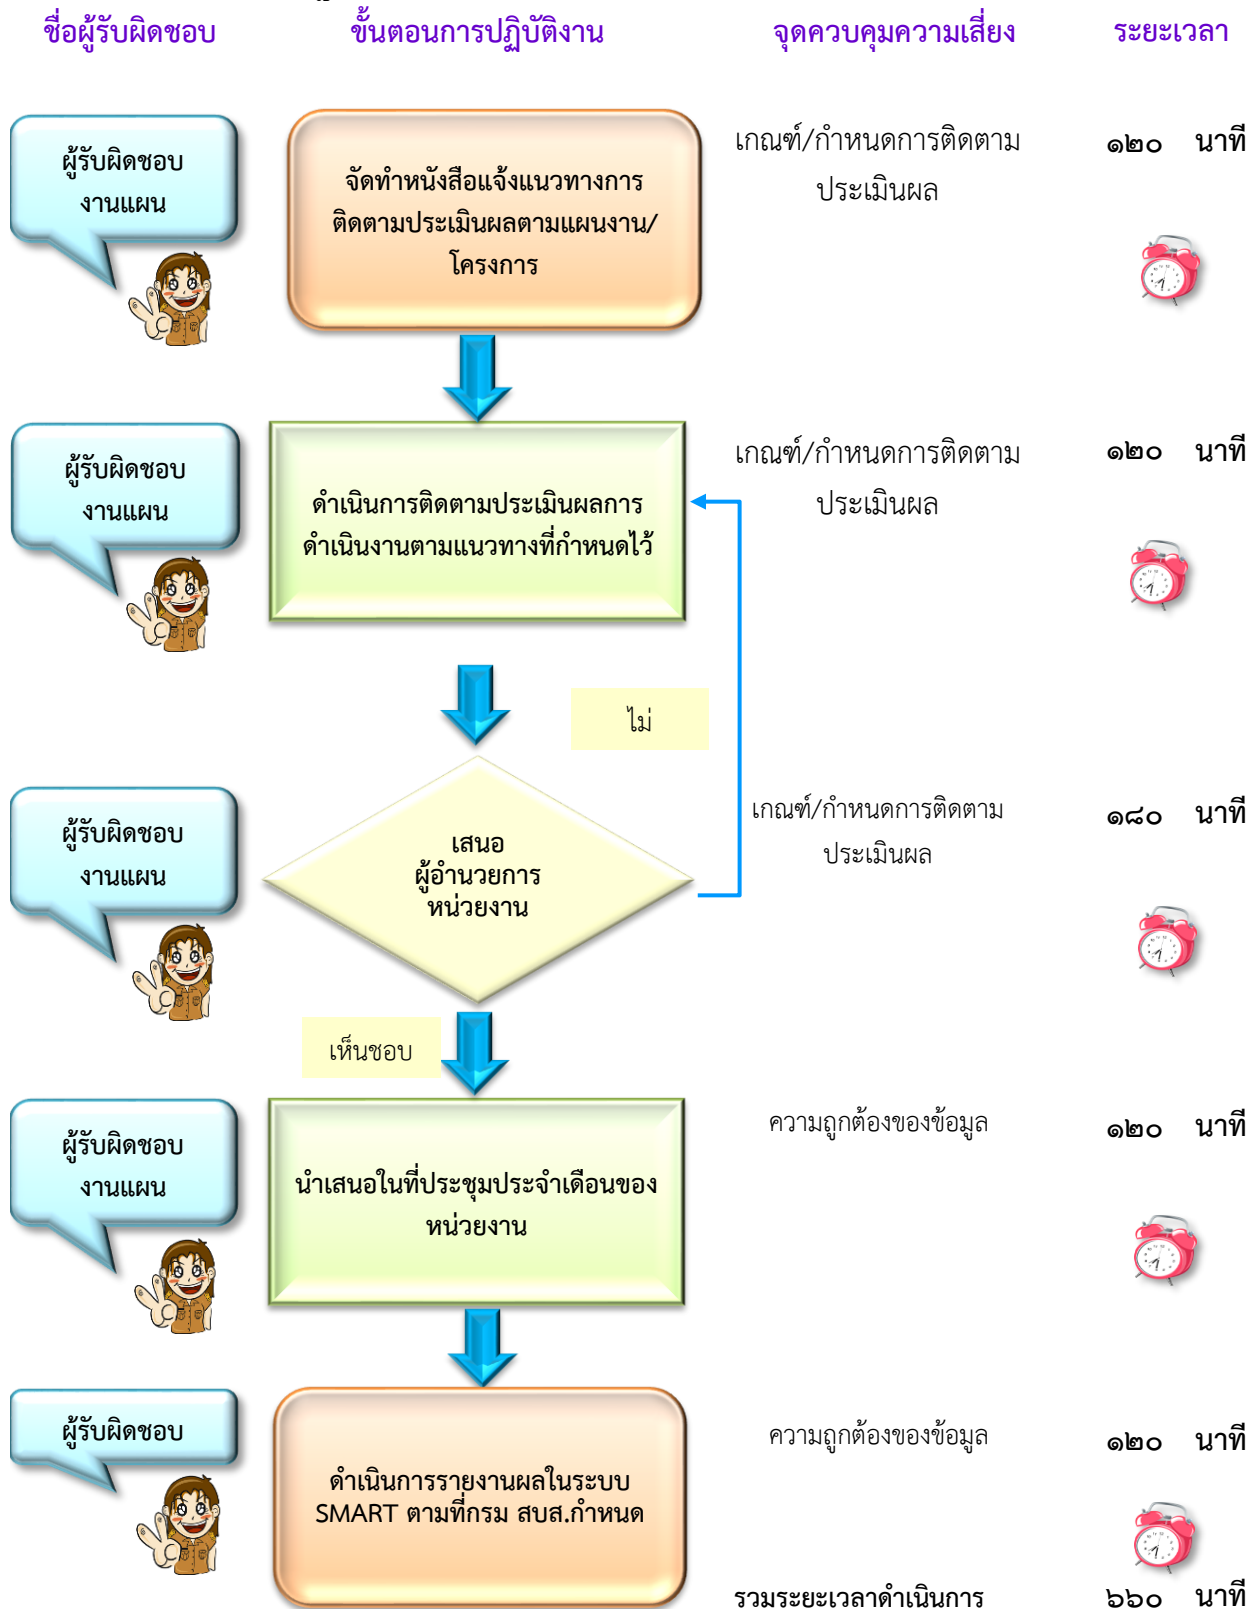 ชื่อผู้รับผิดชอบ ขั้นตอนการปฏิบัติงาน จุดควบคุมความเสี่ยง ระยะเวลา
ผู้รับผิดชอบ
งานแผน
จัดทำหนังสือแจ้งแนวทางการ
ติดตามประเมินผลตามแผนงาน/
โครงการ
เกณฑ์/กำหนดการติดตาม
ประเมินผล
๑๒๐ นาที
ผู้รับผิดชอบ
งานแผน
ดำเนินการติดตามประเมินผลการ
ดำเนินงานตามแนวทางที่กำหนดไว้
เกณฑ์/กำหนดการติดตาม
ประเมินผล
๑๒๐ นาที
ไม่
ผู้รับผิดชอบ
งานแผน
เสนอ
ผู้อำนวยการ
หน่วยงาน
เกณฑ์/กำหนดการติดตาม
ประเมินผล
๑๘๐ นาที
เห็นชอบ
ผู้รับผิดชอบ
งานแผน
นำเสนอในที่ประชุมประจำเดือนของ
หน่วยงาน
ความถูกต้องของข้อมูล
๑๒๐ นาที
ผู้รับผิดชอบ
ดำเนินการรายงานผลในระบบ
SMART ตามที่กรม สบส.กำหนด
ความถูกต้องของข้อมูล
๑๒๐ นาที
รวมระยะเวลาดำเนินการ ๖๖๐ นาที